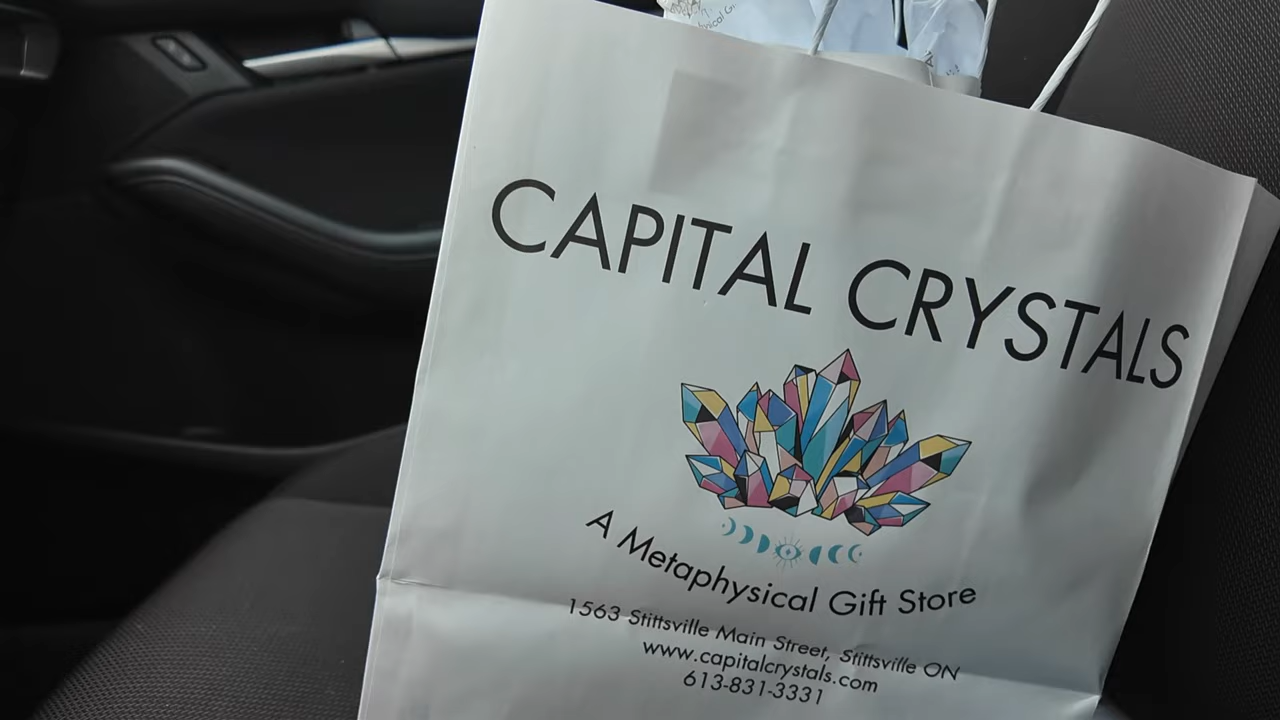 CAPITAL CRYSTALS
A Metaphysical Gift Store
1563 Stittsville Main Street, Stittsville ON
www.capitalcrystals.com
613-831-3331